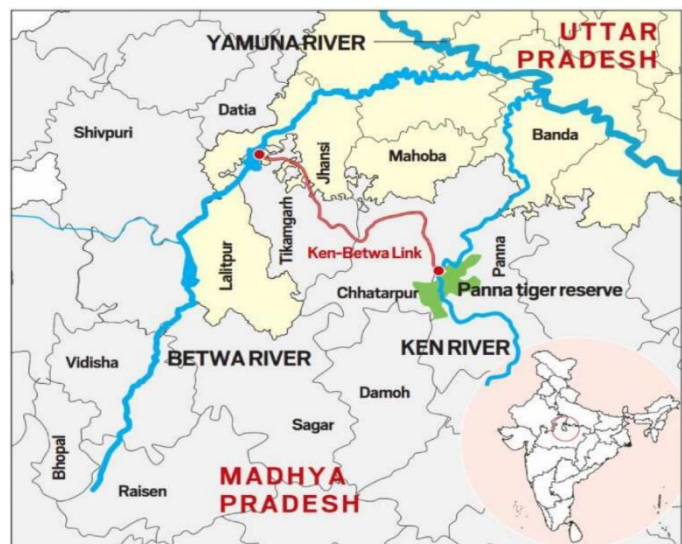 YAMUNA RIVER
UTTAR
PRADESH
Datia
Shivpuri
Banda
Jhansi
Mahoba
Tikamgarh
Lalitpur
Ken-Betwa Link
Panna
Chhatarpur
Panna tiger reserve
BETWA RIVER
KEN RIVER
Vidisha
Damoh
Sagar
Bhopal
Raisen
MADHYA
PRADESH